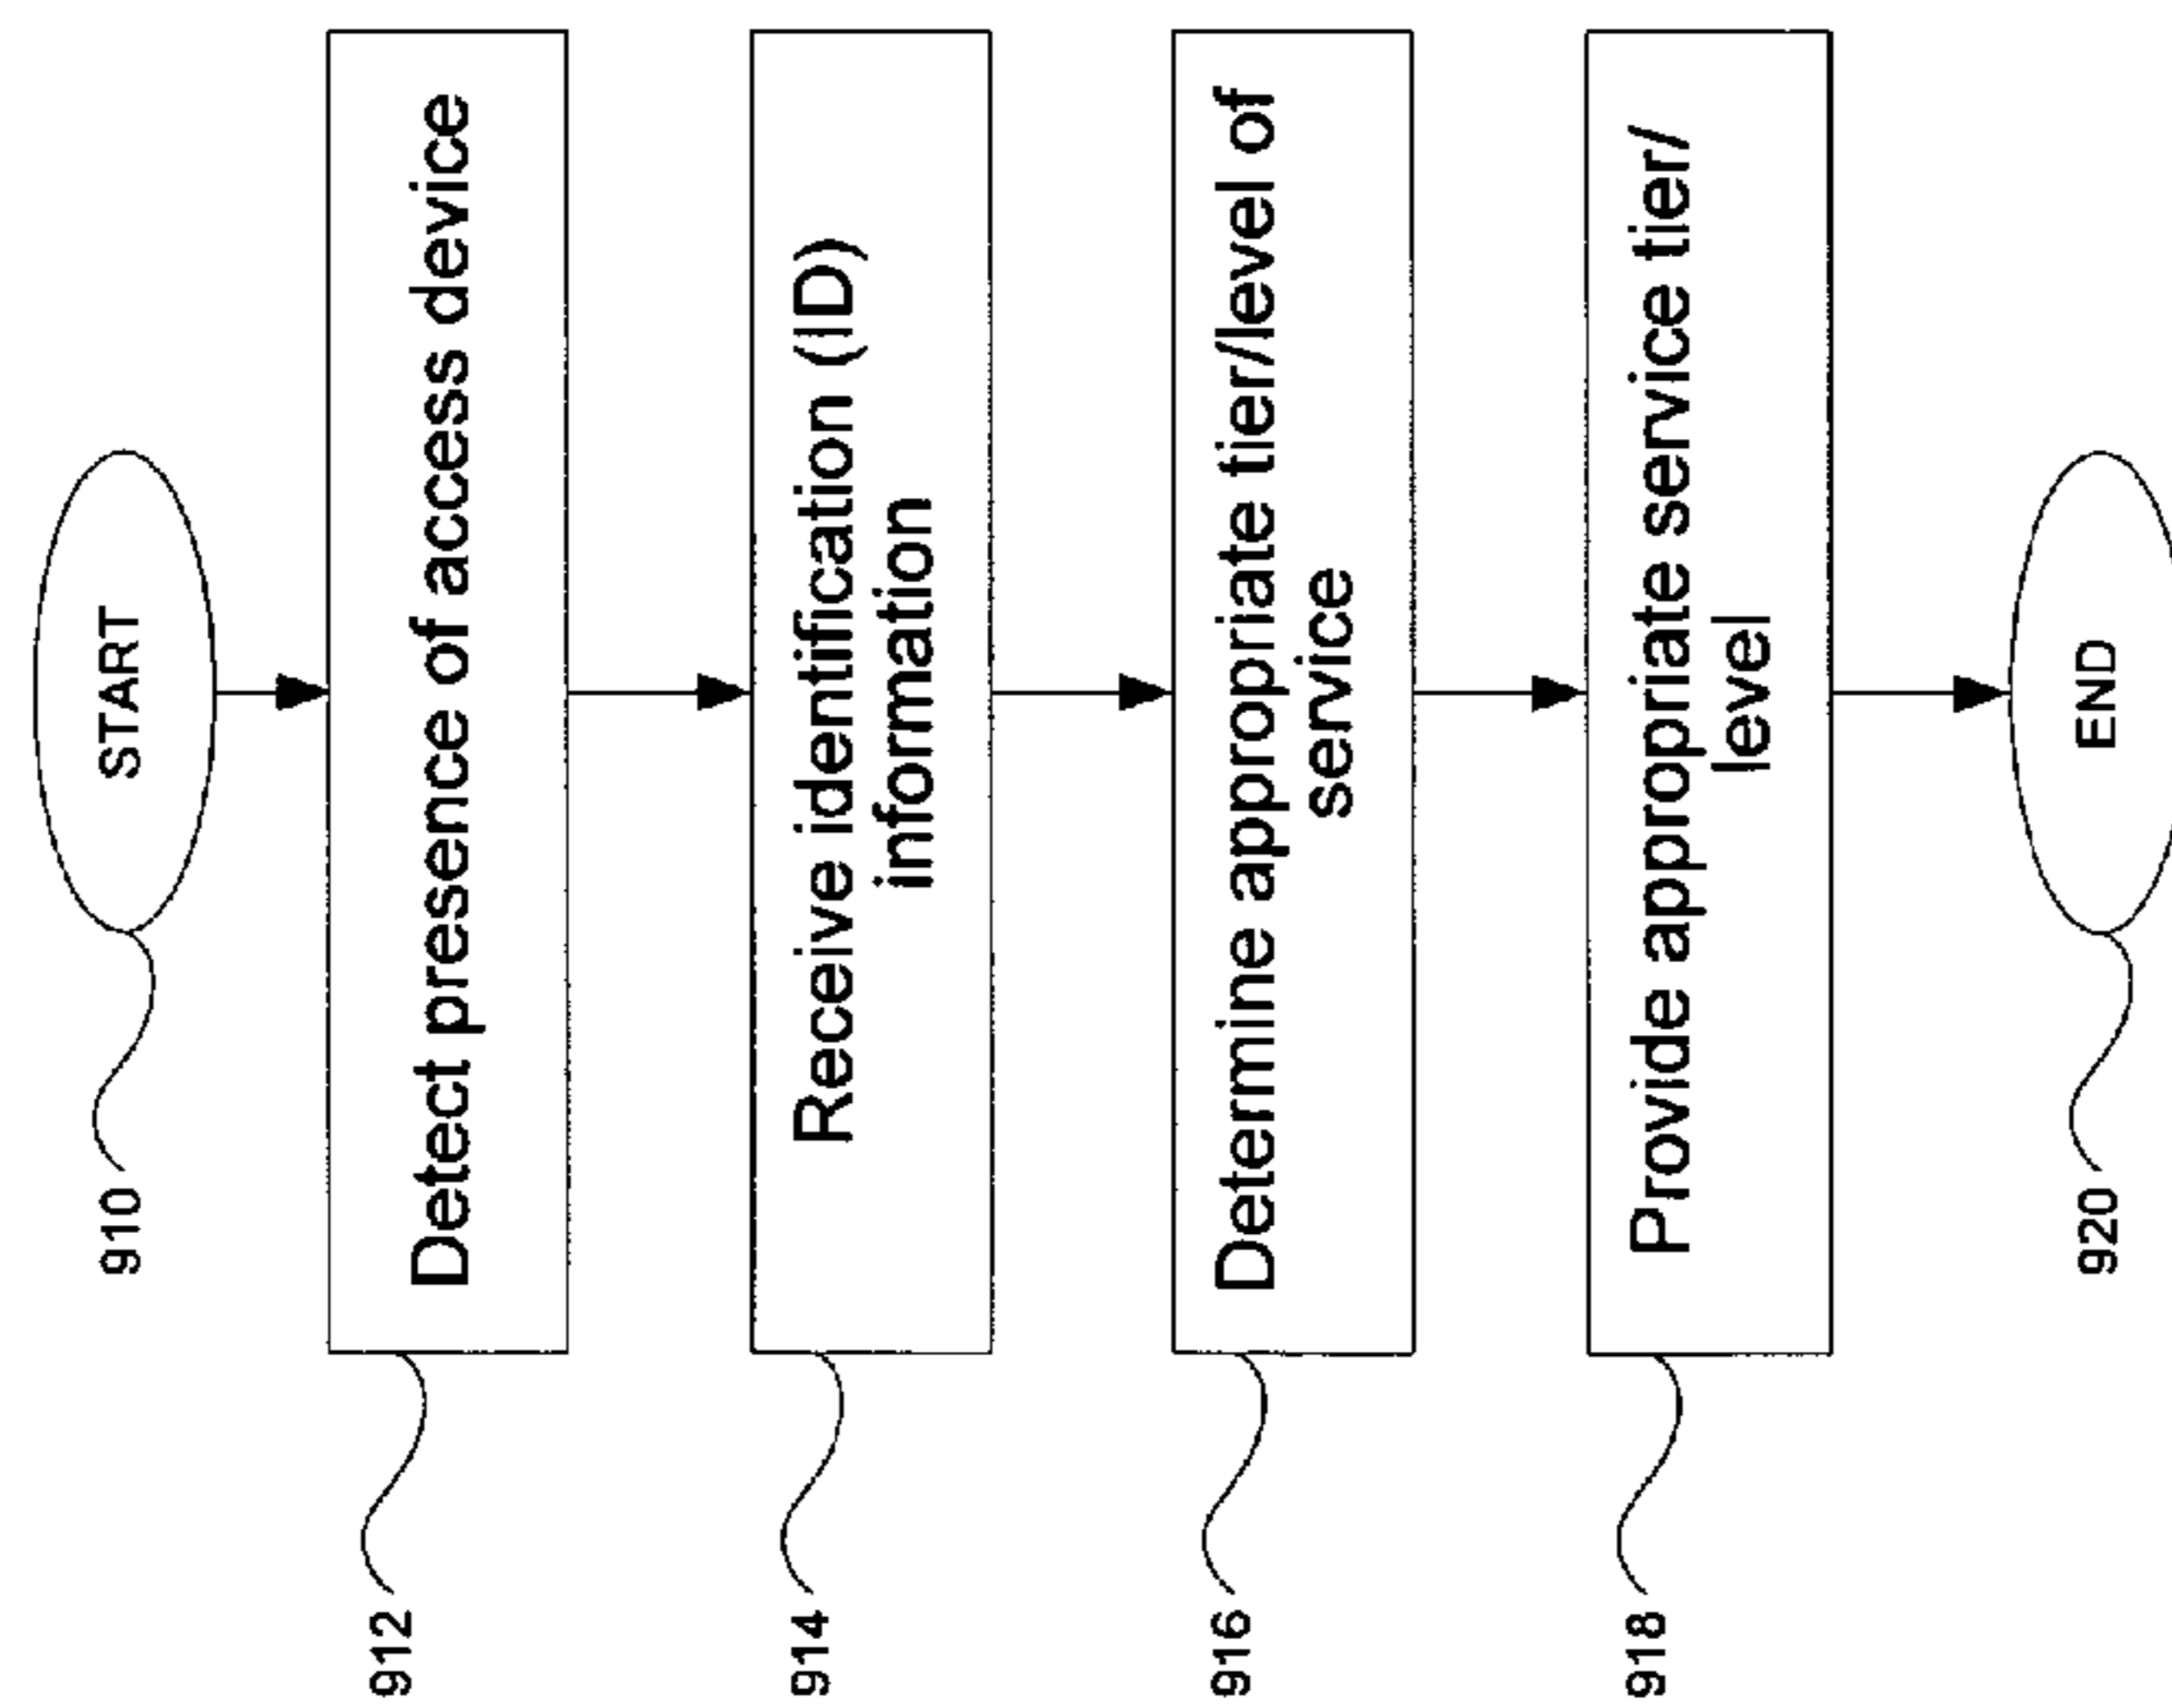 START
910
Detect presence of access device
912
Receive identification (ID)
information
914
Determine appropriate tier/level of
service
916
Provide appropriate service tier/
level
918
END
920